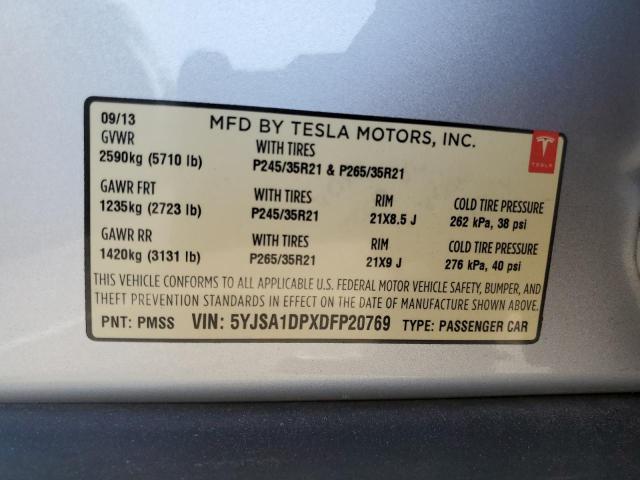 09/13 MFD BY TESLA MOTORS, INC.
GVWR WITH TIRES
2590kg (5710 lb) P245/35R21 & P265/35R21
TESLA
GAWR FRT WITH TIRES RIM COLD TIRE PRESSURE
1235kg (2723 lb) P245/35R21 21X8.5 J 262 kPa, 38 psi
GAWR RR WITH TIRES RIM COLD TIRE PRESSURE
1420kg (3131 lb) P265/35R21 21X9 J 276 kPa, 40 psi
THIS VEHICLE CONFORMS TO ALL APPLICABLE U.S. FEDERAL MOTOR VEHICLE SAFETY, BUMPER, AND
THEFT PREVENTION STANDARDS IN EFFECT ON THE DATE OF MANUFACTURE SHOWN ABOVE.
PNT: PMSS VIN: 5YJSA1DPXDFP20769 TYPE: PASSENGER CAR